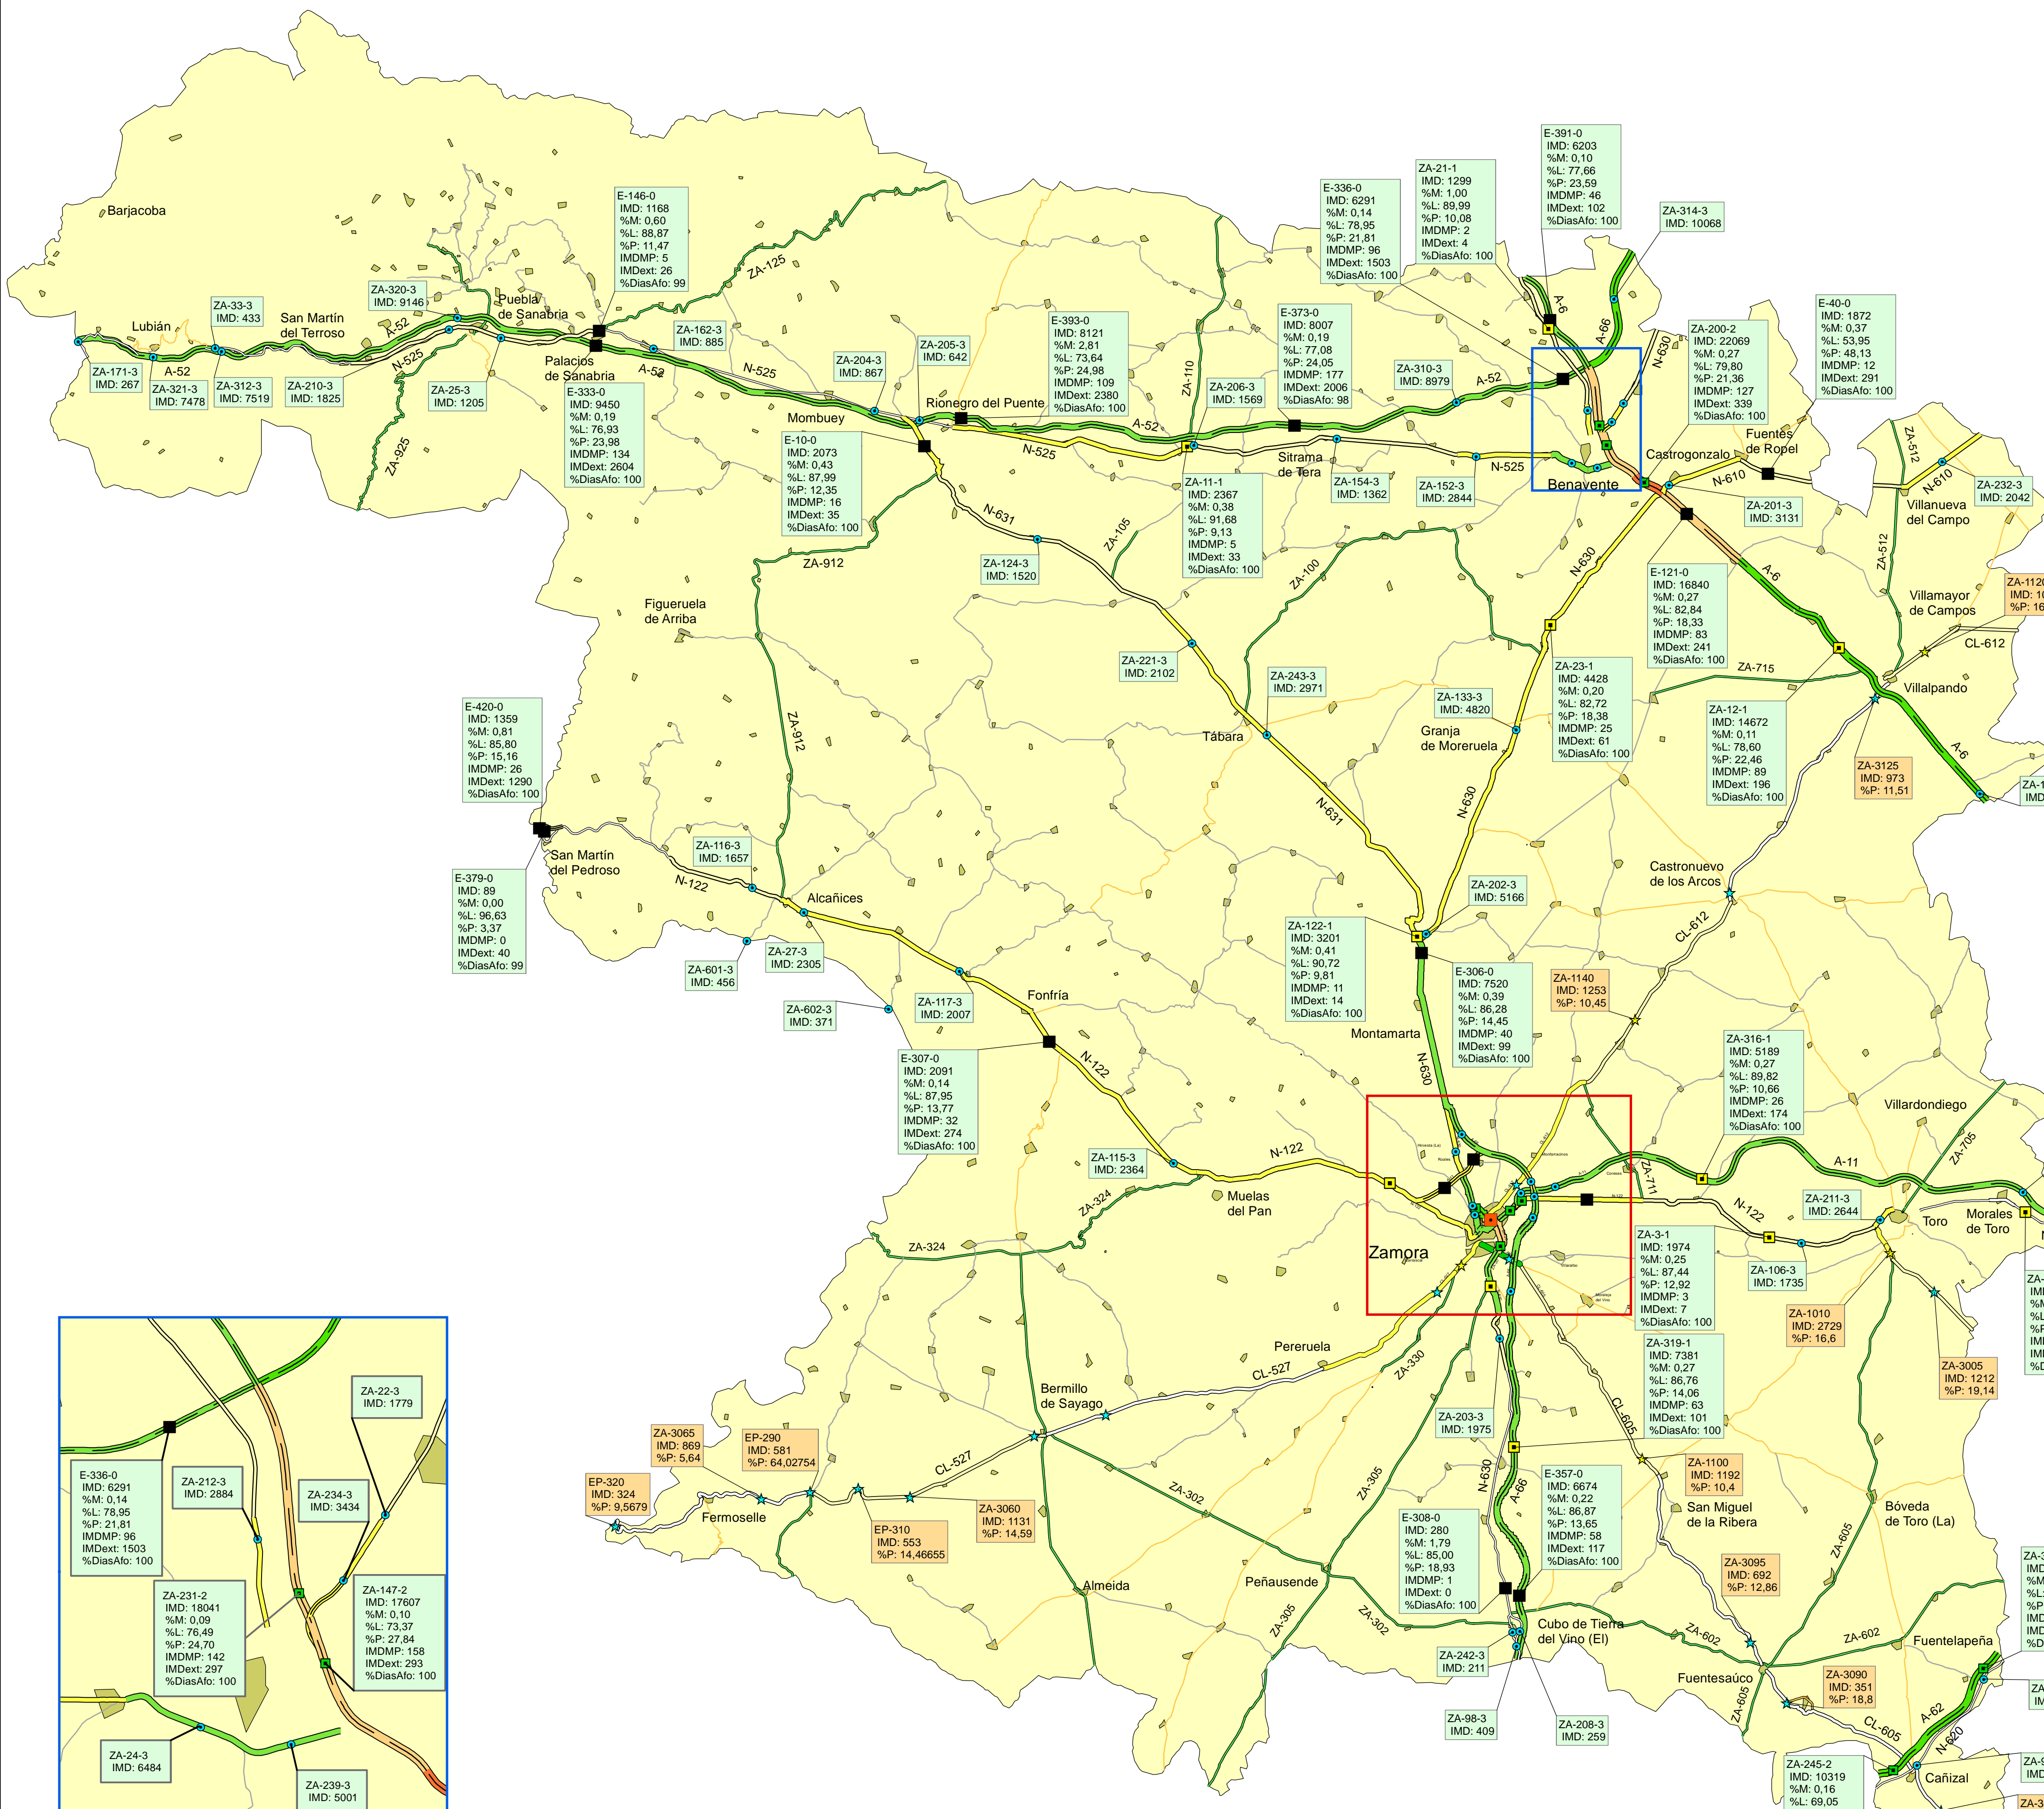 Barjacoba
E-146-0
IMD: 1168
%M: 0,60
%L: 88,87
%P: 11,47
IMDMP: 5
IMDext: 26
%DiasAfo: 99
ZA-125
E-391-0
IMD: 6203
%M: 0,10
%L: 77,66
%P: 23,59
IMDMP: 46
IMDext: 102
%DiasAfo: 100
ZA-21-1
IMD: 1299
%M: 1,00
%L: 89,99
%P: 10,08
IMDMP: 2
IMDext: 4
%DiasAfo: 100
E-336-0
IMD: 6291
%M: 0,14
%L: 78,95
%P: 21,81
IMDMP: 96
IMDext: 1503
%DiasAfo: 100
ZA-314-3
IMD: 10068
A-6
A-66
N-630
ZA-320-3
IMD: 9146
Puebla
de Sanabria
ZA-33-3
IMD: 433
Lubián
San Martín
del Terroso
A-52
N-525
ZA-171-3
IMD: 267
A-52
ZA-321-3
IMD: 7478
ZA-312-3
IMD: 7519
ZA-210-3
IMD: 1825
ZA-25-3
IMD: 1205
ZA-925
Palacios
de Sanabria
ZA-162-3
IMD: 885
A-52
N-525
E-333-0
IMD: 9450
%M: 0,19
%L: 76,93
%P: 23,98
IMDMP: 134
IMDext: 2604
%DiasAfo: 100
ZA-204-3
IMD: 867
ZA-205-3
IMD: 642
Mombuey
Rionegro del Puente
E-393-0
IMD: 8121
%M: 2,81
%L: 73,64
%P: 24,98
IMDMP: 109
IMDext: 2380
%DiasAfo: 100
E-10-0
IMD: 2073
%M: 0,43
%L: 87,99
%P: 12,35
IMDMP: 16
IMDext: 35
%DiasAfo: 100
A-52
N-525
ZA-110
ZA-206-3
IMD: 1569
E-373-0
IMD: 8007
%M: 0,19
%L: 77,08
%P: 24,05
IMDMP: 177
IMDext: 2006
%DiasAfo: 98
ZA-310-3
IMD: 8979
A-52
Sitrama
de Tera
ZA-11-1
IMD: 2367
%M: 0,38
%L: 91,68
%P: 9,13
IMDMP: 5
IMDext: 33
%DiasAfo: 100
ZA-154-3
IMD: 1362
ZA-152-3
IMD: 2844
N-525
Benavente
ZA-200-2
IMD: 22069
%M: 0,27
%L: 79,80
%P: 21,36
IMDMP: 127
IMDext: 339
%DiasAfo: 100
E-40-0
IMD: 1872
%M: 0,37
%L: 53,95
%P: 48,13
IMDMP: 12
IMDext: 291
%DiasAfo: 100
Fuentes
de Ropel
Castrogonzalo
N-610
ZA-201-3
IMD: 3131
ZA-512
N-610
ZA-232-3
IMD: 2042
Villanueva
del Campo
ZA-512
ZA-1120
Villamayor
de Campos
CL-612
ZA-715
Villalpando
A-6
E-121-0
IMD: 16840
%M: 0,27
%L: 82,84
%P: 18,33
IMDMP: 83
IMDext: 241
%DiasAfo: 100
N-630
ZA-23-1
IMD: 4428
%M: 0,20
%L: 82,72
%P: 18,38
IMDMP: 25
IMDext: 61
%DiasAfo: 100
ZA-12-1
IMD: 14672
%M: 0,11
%L: 78,60
%P: 22,46
IMDMP: 89
IMDext: 196
%DiasAfo: 100
A-6
ZA-3125
IMD: 973
%P: 11,51
N-631
ZA-105
ZA-124-3
IMD: 1520
ZA-100
ZA-912
Figueruela
de Arriba
ZA-912
ZA-221-3
IMD: 2102
ZA-243-3
IMD: 2971
Tábara
ZA-133-3
IMD: 4820
Granja
de Moreruela
N-631
N-630
E-420-0
IMD: 1359
%M: 0,81
%L: 85,80
%P: 15,16
IMDMP: 26
IMDext: 1290
%DiasAfo: 100
San Martín
del Pedroso
E-379-0
IMD: 89
%M: 0,00
%L: 96,63
%P: 3,37
IMDMP: 0
IMDext: 40
%DiasAfo: 99
ZA-116-3
IMD: 1657
N-122
Alcañices
ZA-27-3
IMD: 2305
ZA-601-3
IMD: 456
ZA-602-3
IMD: 371
ZA-117-3
IMD: 2007
Fonfría
E-307-0
IMD: 2091
%M: 0,14
%L: 87,95
%P: 13,77
IMDMP: 32
IMDext: 274
%DiasAfo: 100
N-122
Castronuevo
de los Arcos
CL-612
ZA-202-3
IMD: 5166
ZA-122-1
IMD: 3201
%M: 0,41
%L: 90,72
%P: 9,81
IMDMP: 11
IMDext: 14
%DiasAfo: 100
E-306-0
IMD: 7520
%M: 0,39
%L: 86,28
%P: 14,45
IMDMP: 40
IMDext: 99
%DiasAfo: 100
ZA-1140
IMD: 1253
%P: 10,45
Montamarta
N-630
ZA-316-1
IMD: 5189
%M: 0,27
%L: 89,82
%P: 10,66
IMDMP: 26
IMDext: 174
%DiasAfo: 100
Villardondiego
ZA-705
A-11
ZA-115-3
IMD: 2364
N-122
Muelas
del Pan
ZA-324
ZA-324
ZA-711
N-122
ZA-211-3
IMD: 2644
Toro
Morales
de Toro
Zamora
ZA-3-1
IMD: 1974
%M: 0,25
%L: 87,44
%P: 12,92
IMDMP: 3
IMDext: 7
%DiasAfo: 100
ZA-106-3
IMD: 1735
ZA-1010
IMD: 2729
%P: 16,6
ZA-3005
IMD: 1212
%P: 19,14
ZA-319-1
IMD: 7381
%M: 0,27
%L: 86,76
%P: 14,06
IMDMP: 63
IMDext: 101
%DiasAfo: 100
Pereruela
CL-527
ZA-330
CL-605
ZA-203-3
IMD: 1975
Bermillo
de Sayago
ZA-3065
IMD: 869
%P: 5,64
EP-290
IMD: 581
%P: 64,02754
CL-527
EP-320
IMD: 324
%P: 9,5679
Fermoselle
EP-310
IMD: 553
%P: 14,46655
ZA-3060
IMD: 1131
%P: 14,59
ZA-302
ZA-305
N-630
A-66
E-357-0
IMD: 6674
%M: 0,22
%L: 86,87
%P: 13,65
IMDMP: 58
IMDext: 117
%DiasAfo: 100
E-308-0
IMD: 280
%M: 1,79
%L: 85,00
%P: 18,93
IMDMP: 1
IMDext: 0
%DiasAfo: 100
ZA-1100
IMD: 1192
%P: 10,4
San Miguel
de la Ribera
Bóveda
de Toro (La)
ZA-605
ZA-3095
IMD: 692
%P: 12,86
Almeida
Peñausende
ZA-305
ZA-302
Cubo de Tierra
del Vino (El)
ZA-602
ZA-602
Fuentelapeña
ZA-242-3
IMD: 211
ZA-98-3
IMD: 409
ZA-208-3
IMD: 259
Fuentesaúco
ZA-605
ZA-3090
IMD: 351
%P: 18,8
CL-605
A-62
N-620
Cañizal
ZA-245-2
IMD: 10319
%M: 0,16
%L: 69,05
ZA-22-3
IMD: 1779
E-336-0
IMD: 6291
%M: 0,14
%L: 78,95
%P: 21,81
IMDMP: 96
IMDext: 1503
%DiasAfo: 100
ZA-212-3
IMD: 2884
ZA-234-3
IMD: 3434
ZA-231-2
IMD: 18041
%M: 0,09
%L: 76,49
%P: 24,70
IMDMP: 142
IMDext: 297
%DiasAfo: 100
ZA-147-2
IMD: 17607
%M: 0,10
%L: 73,37
%P: 27,84
IMDMP: 158
IMDext: 293
%DiasAfo: 100
ZA-24-3
IMD: 6484
ZA-239-3
IMD: 5001